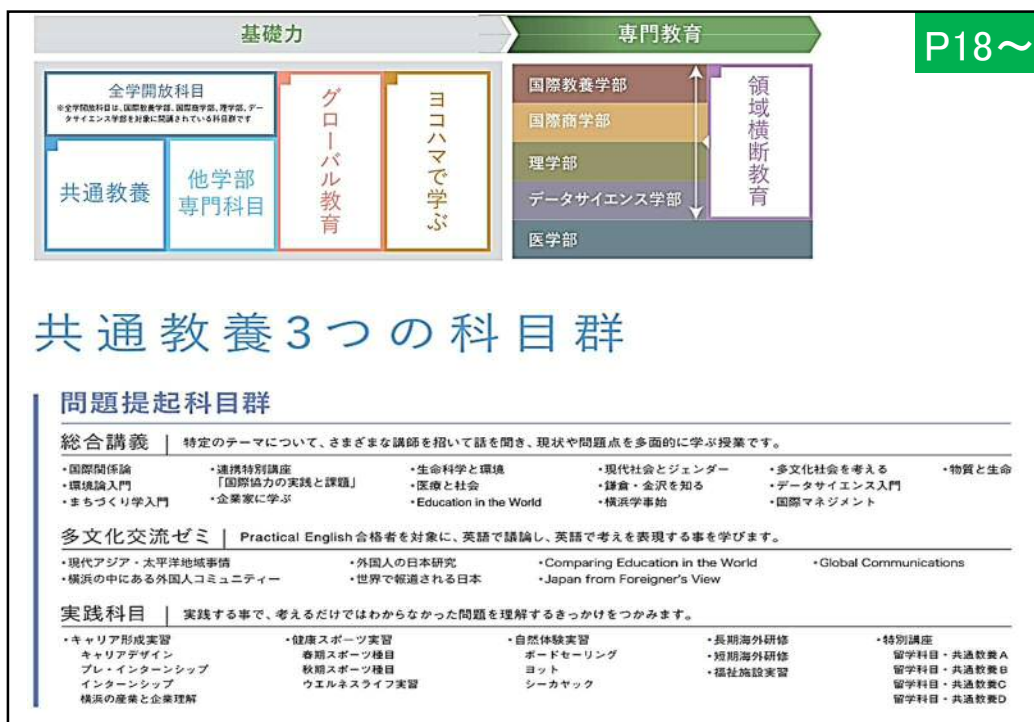 基礎力
専門教育
P18～
全学開放科目
※全学開放科目は、国際教養学部、国際商学部、理学部、デー
タサイエンス学部を対象に開講されている科目群です
共通教養
他学部
専門科目
グローバル教育
ヨコハマで学ぶ
国際教養学部
国際商学部
理学部
データサイエンス学部
医学部
領域横断教育
共通教養3つの科目群
問題提起科目群
総合講義｜特定のテーマについて、さまざまな講師を招いて話を聞き、現状や問題点を多面的に学ぶ授業です。
・国際関係論
・環境論入門
・まちづくり学入門
・連携特別講座
「国際協力の実践と課題」
・企業家に学ぶ
・生命科学と環境
・医療と社会
・Education in the World
・現代社会とジェンダー
・鎌倉・金沢を知る
・横浜学事始
・多文化社会を考える
・データサイエンス入門
・国際マネジメント
・物質と生命
多文化交流ゼミ｜Practical English合格者を対象に、英語で議論し、英語で考えを表現する事を学びます。
・現代アジア・太平洋地域事情
・横浜の中にある外国人コミュニティー
・外国人の日本研究
・世界で報道される日本
・Comparing Education in the World
・Japan from Foreigner's View
・Global Communications
実践科目｜実践する事で、考えるだけではわからなかった問題を理解するきっかけをつかみます。
・キャリア形成実習
キャリアデザイン
プレ・インターンシップ
インターンシップ
横浜の産業と企業理解
・健康スポーツ実習
春期スポーツ種目
秋期スポーツ種目
ウエルネスライフ実習
・自然体験実習
ボードセーリング
ヨット
シーカヤック
・長期海外研修
・短期海外研修
・福祉施設実習
・特別講座
留学科目・共通教養A
留学科目・共通教養B
留学科目・共通教養C
留学科目・共通教養D